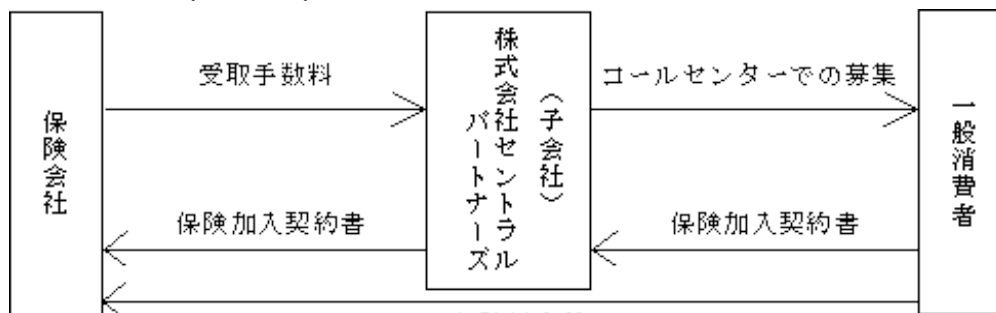 保険会社
受取手数料
保険加入契約書
株式会社セントラル
パートナーズ
（子会社）
コールセンターでの募集
保険加入契約書
一般消費者